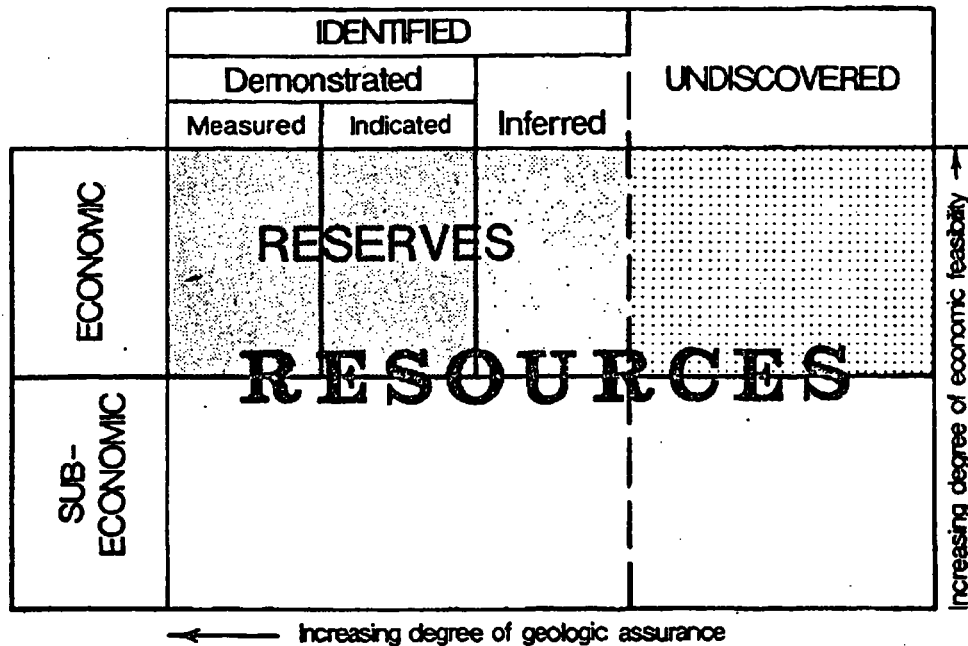 IDENTIFIED
UNDISCOVERED
Demonstrated
Measured
Indicated
Inferred
ECONOMIC
RESERVES
RESOURCES
SUB-
ECONOMIC
Increasing degree of economic feasibility
Increasing degree of geologic assurance